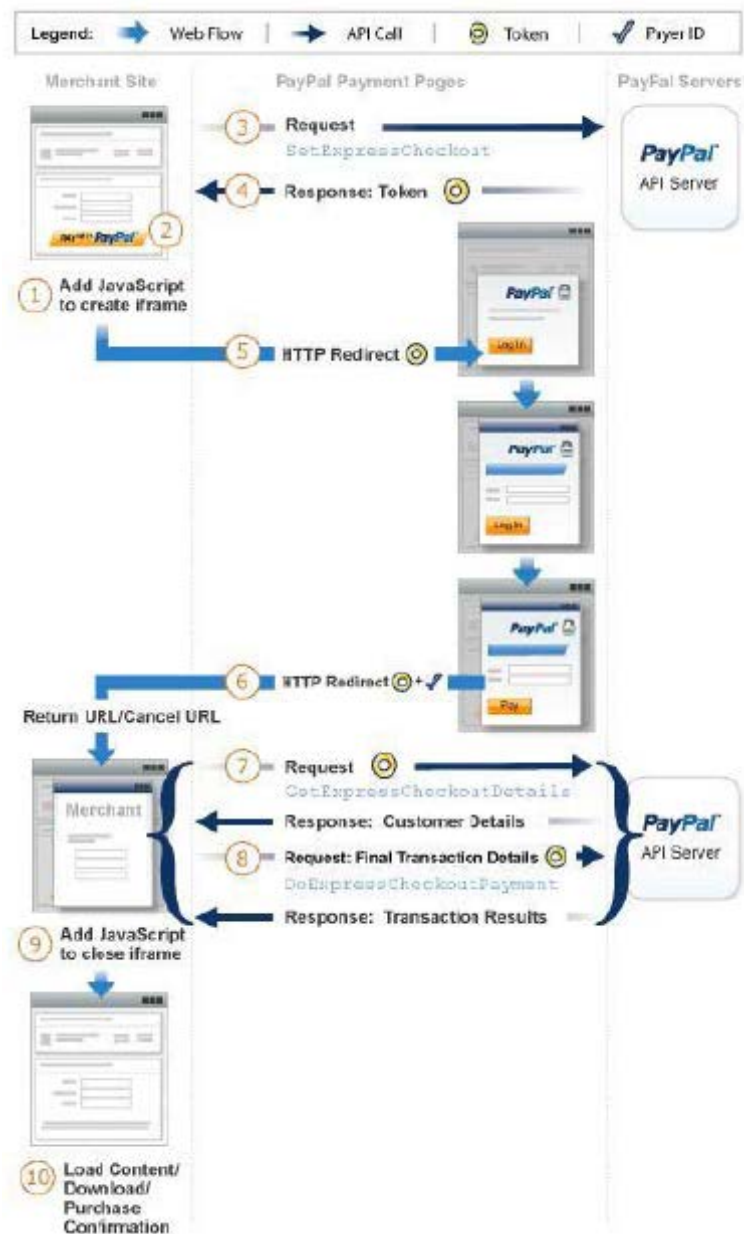 Legend: Web Flow | API Call | Token | Payer ID
Merchant Site PayPal Payment Pages PayPal Servers
3 Request
SetExpressCheckout
PayPal
API Server
4 Response: Token
PayPal 2
1 Add JavaScript
to create iframe
PayPal
Log In
5 HTTP Redirect
PayPal
Log In
PayPal
Pay
6 HTTP Redirect +
Return URL/Cancel URL
7 Request
GetExpressCheckoutDetails
Merchant
Response: Customer Details
PayPal
API Server
8 Request: Final Transaction Details
DoExpressCheckoutPayment
Response: Transaction Results
9 Add JavaScript
to close iframe
10 Load Content/
Download/
Purchase
Confirmation